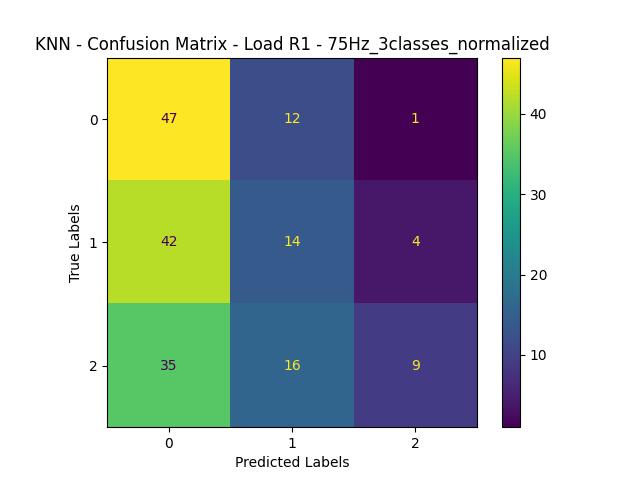 KNN - Confusion Matrix - Load R1 - 75Hz_3classes_normalized
0 47 12 1
1 42 14 4
2 35 16 9
0 1 2
Predicted Labels
True Labels
40
30
20
10